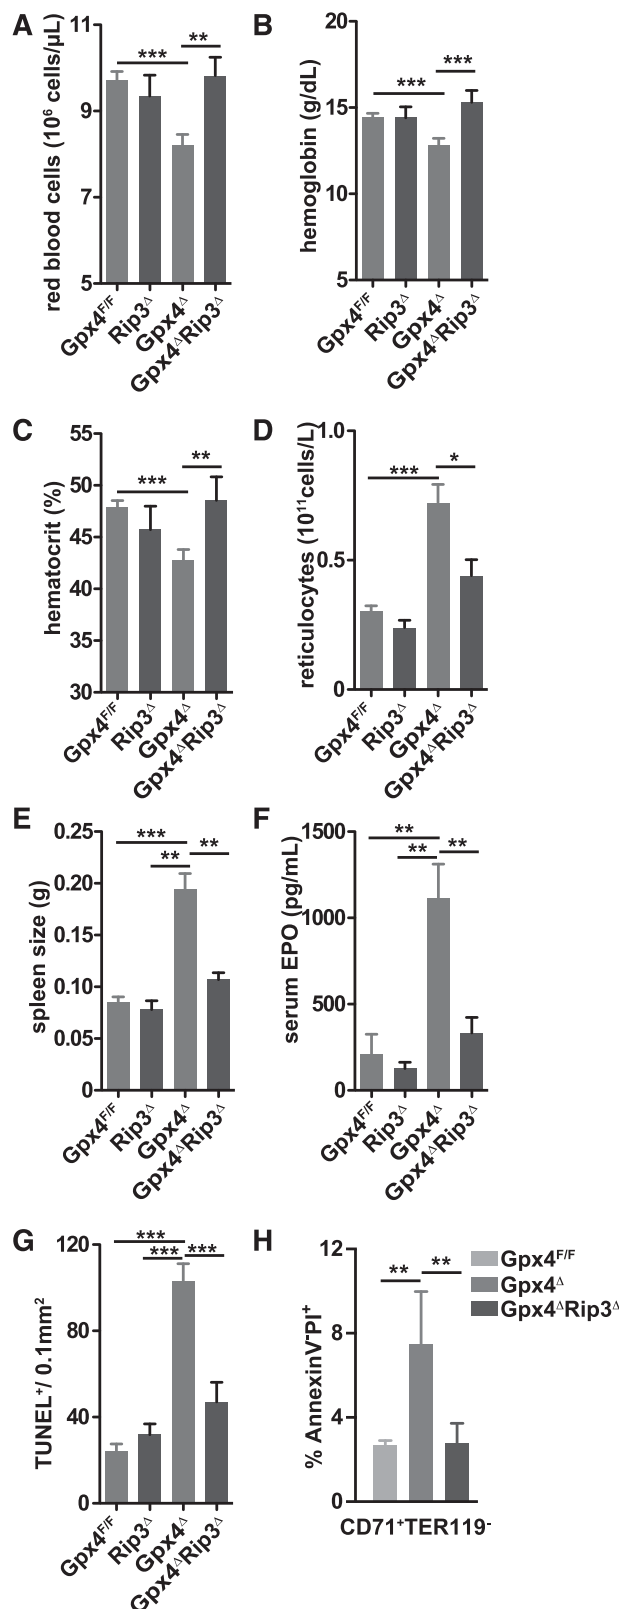 A
red blood cells (10⁶ cells/µL)
11
9
7
5
***
**
Gpx4F/F
Rip3Δ
Gpx4Δ
Gpx4ΔRip3Δ
B
hemoglobin (g/dL)
20
15
10
5
***
***
Gpx4F/F
Rip3Δ
Gpx4Δ
Gpx4ΔRip3Δ
C
hematocrit (%)
55
50
45
40
35
30
***
**
Gpx4F/F
Rip3Δ
Gpx4Δ
Gpx4ΔRip3Δ
D
reticulocytes (10¹¹cells/L)
1.0
0.5
0
***
*
Gpx4F/F
Rip3Δ
Gpx4Δ
Gpx4ΔRip3Δ
E
spleen size (g)
0.25
0.20
0.15
0.10
0.05
0
***
**
**
Gpx4F/F
Rip3Δ
Gpx4Δ
Gpx4ΔRip3Δ
F
serum EPO (pg/mL)
1500
1000
500
0
**
**
**
Gpx4F/F
Rip3Δ
Gpx4Δ
Gpx4ΔRip3Δ
G
TUNEL⁺/ 0.1mm²
120
80
40
0
***
***
***
Gpx4F/F
Rip3Δ
Gpx4Δ
Gpx4ΔRip3Δ
H
% AnnexinV⁻PI⁺
12
8
4
0
**
**
CD71⁺TER119⁻
Gpx4F/F
Gpx4Δ
Gpx4ΔRip3Δ